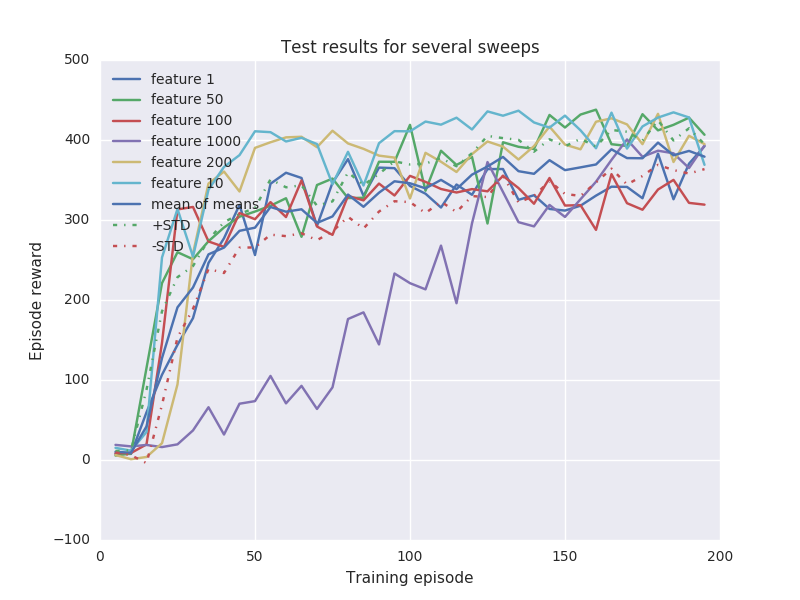 Test results for several sweeps
500
400
300
200
100
0
−100
Episode reward
feature 1
feature 50
feature 100
feature 1000
feature 200
feature 10
mean of means
+STD
-STD
0
50
100
150
200
Training episode